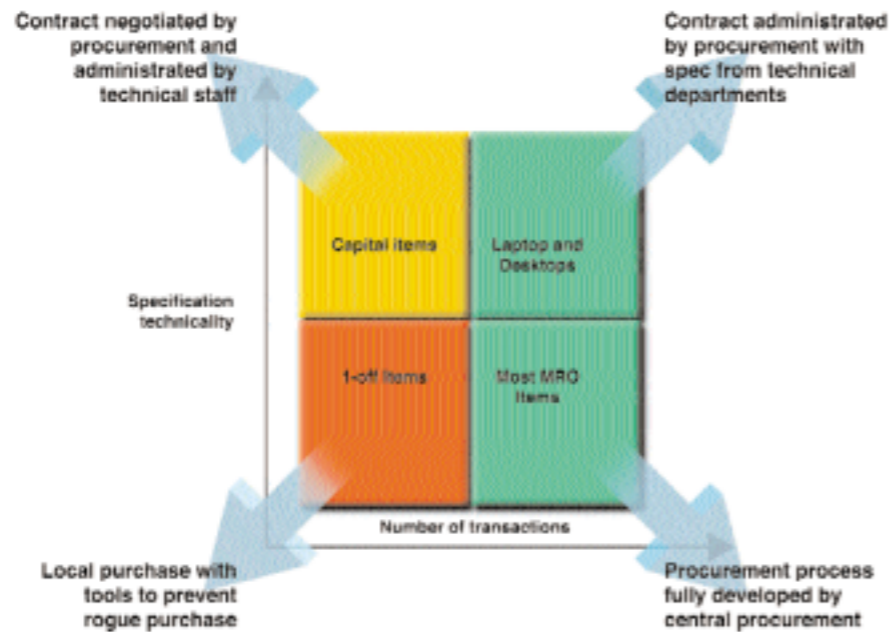 Contract negotiated by
procurement and
administrated by
technical staff
Contract administrated
by procurement with
spec from technical
departments
Capital items
Laptop and
Desktops
Specification
technicality
1-off Items
Most MRO
Items
Number of transactions
Local purchase with
tools to prevent
rogue purchase
Procurement process
fully developed by
central procurement